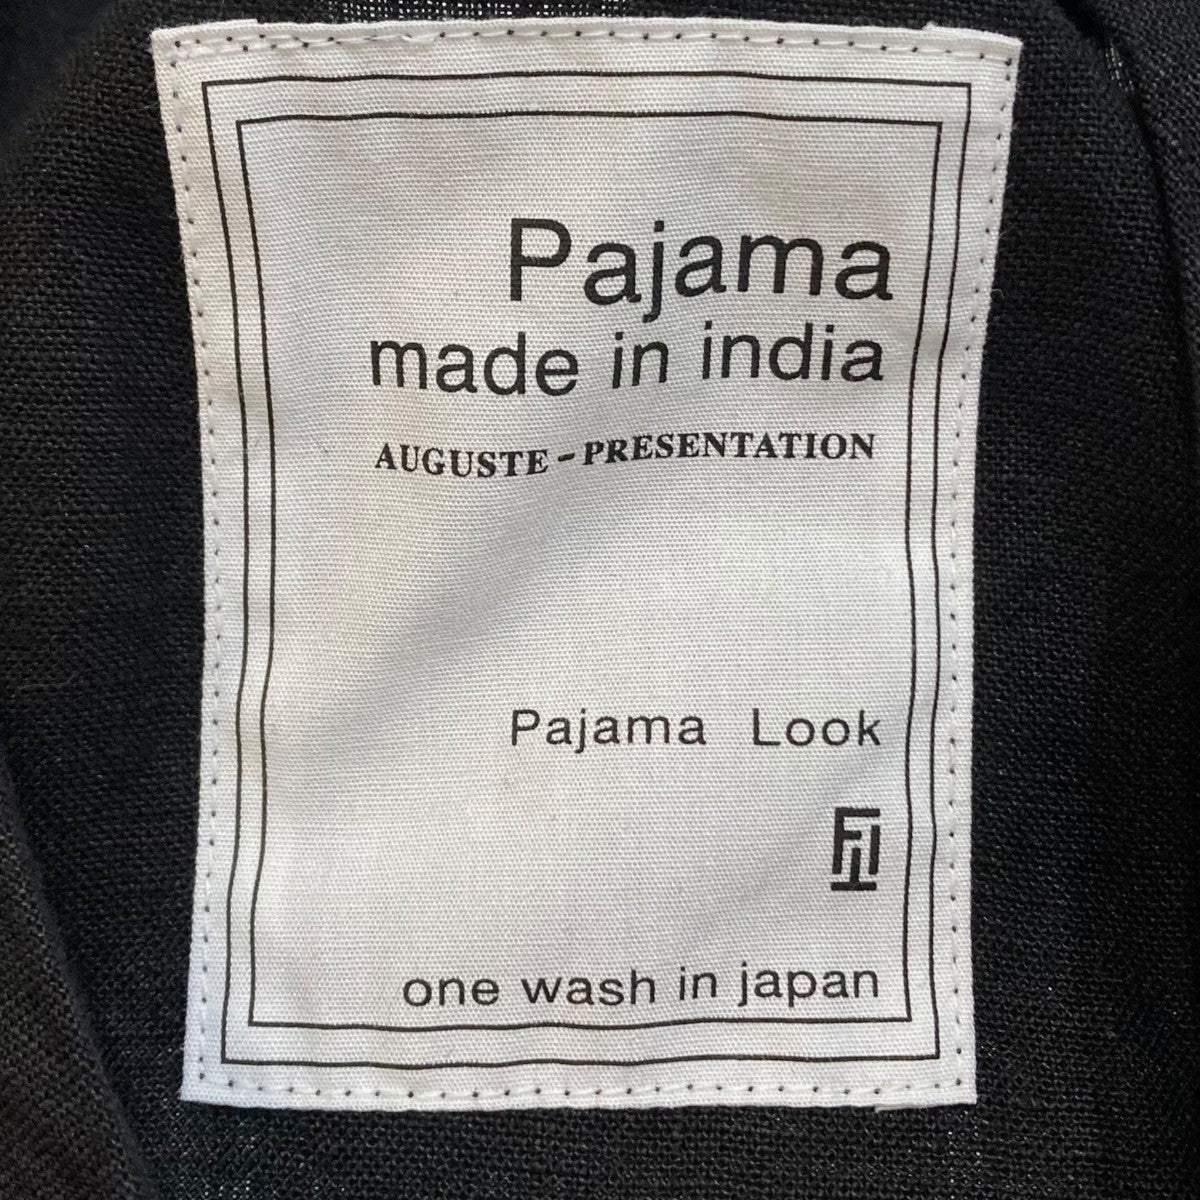 Pajama
made in india
AUGUSTE-PRESENTATION
Pajama Look
one wash in japan